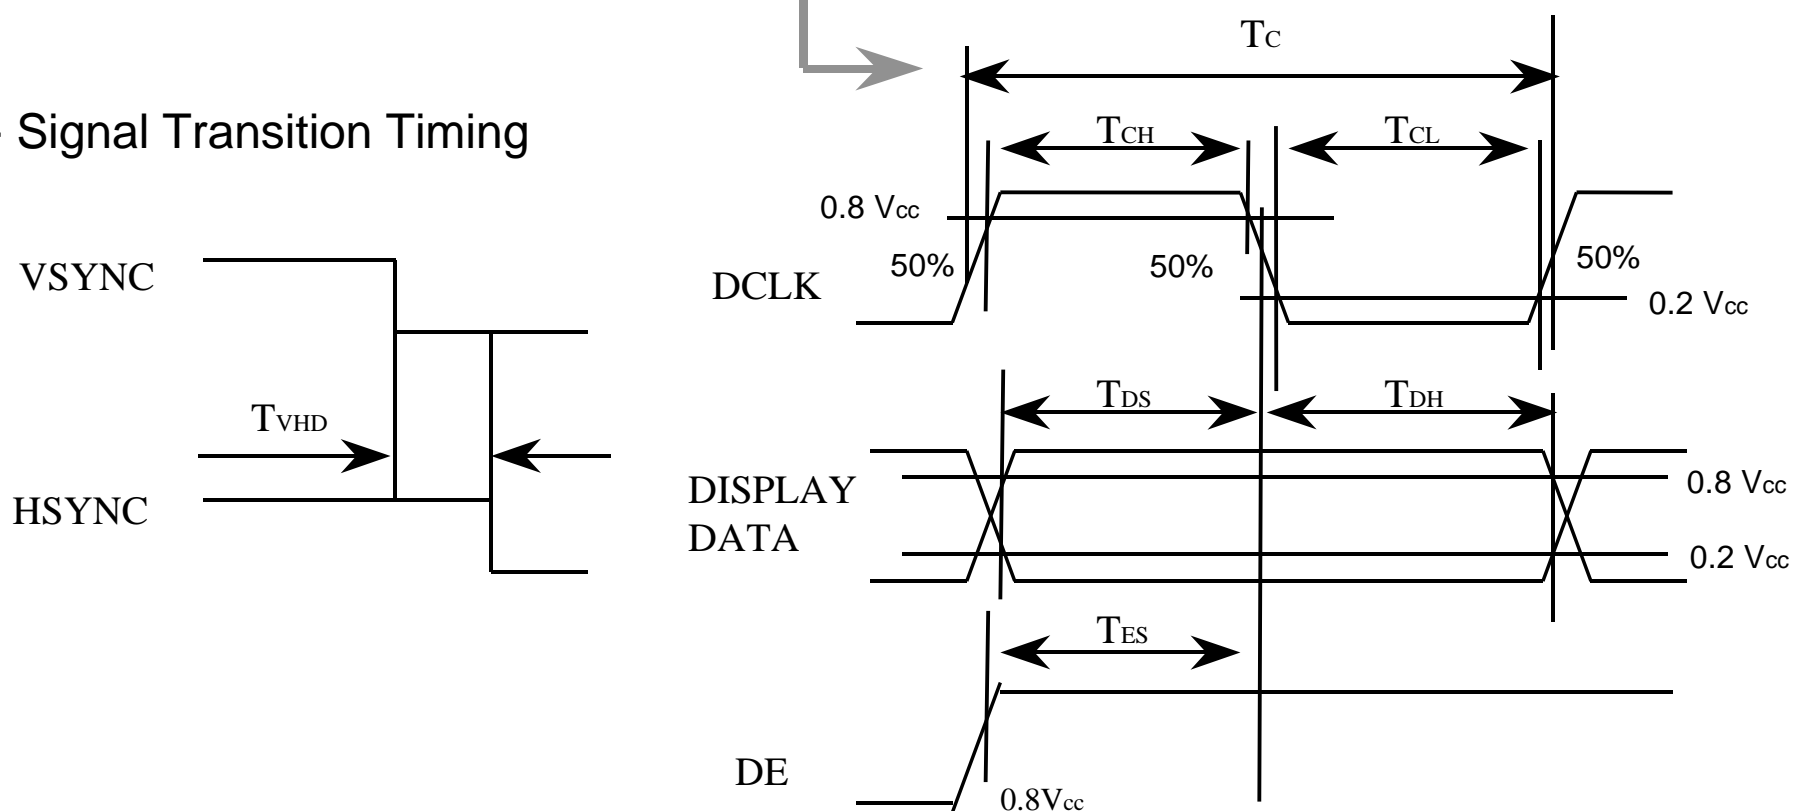 - Signal Transition Timing
VSYNC
TVHD
HSYNC
TC
TCH
TCL
0.8 Vcc
50%
50%
50%
DCLK
0.2 Vcc
TDS
TDH
DISPLAY
DATA
0.8 Vcc
0.2 Vcc
TES
DE
0.8Vcc